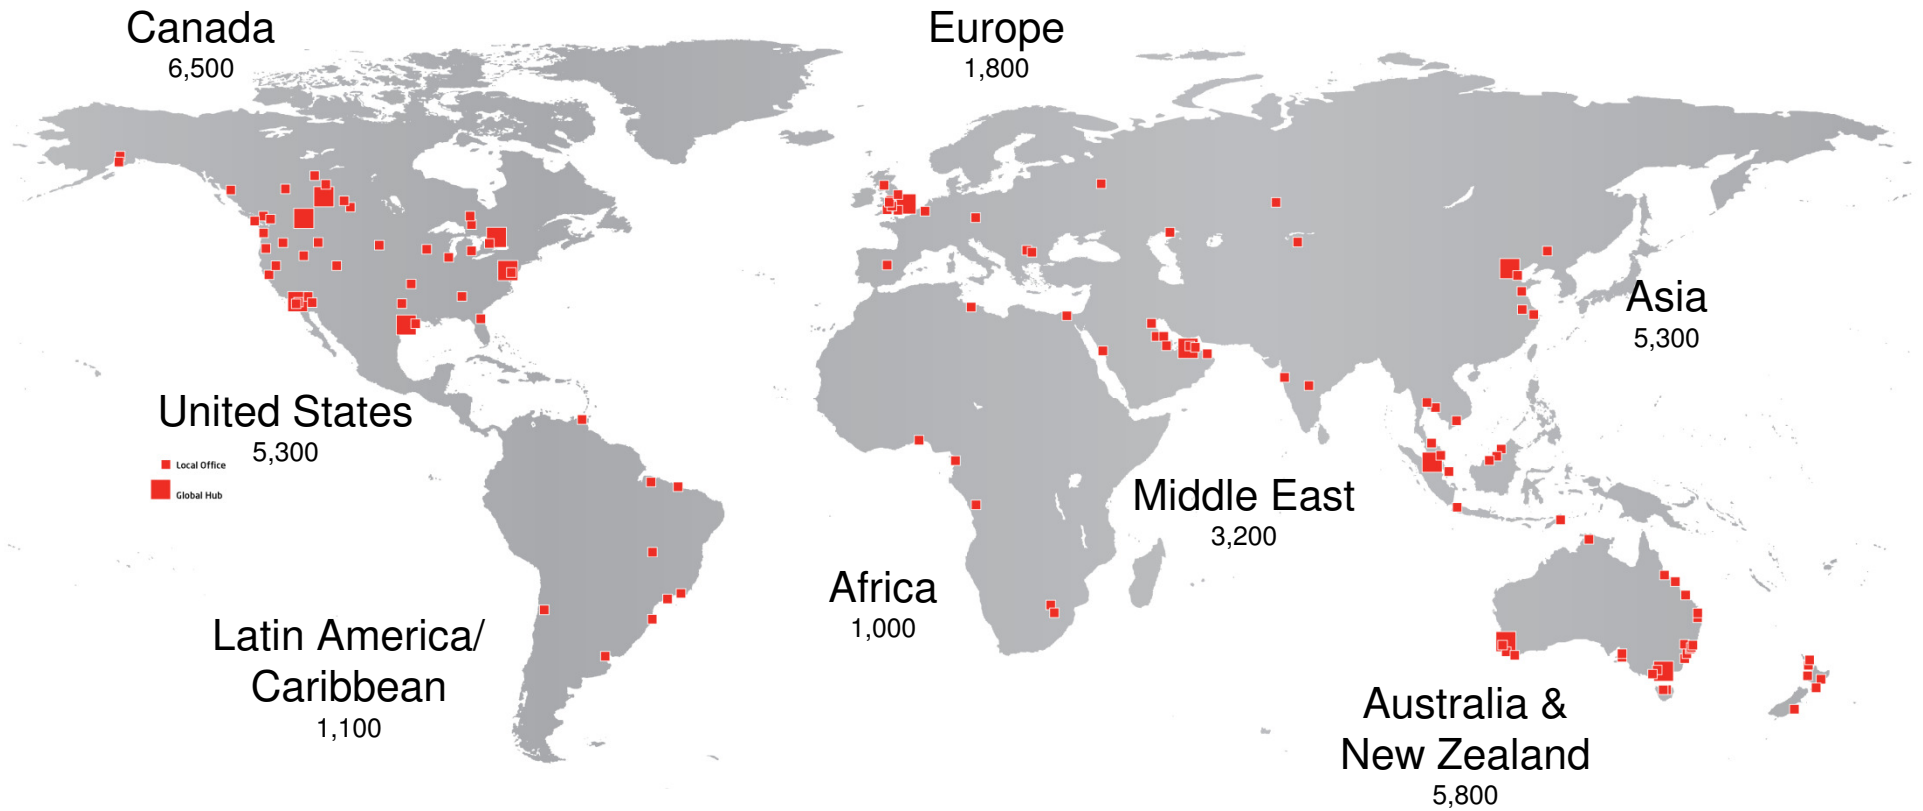 Canada
6,500
Europe
1,800
Asia
5,300
United States
5,300
Local Office
Global Hub
Middle East
3,200
Africa
1,000
Latin America/
Caribbean
1,100
Australia &
New Zealand
5,800